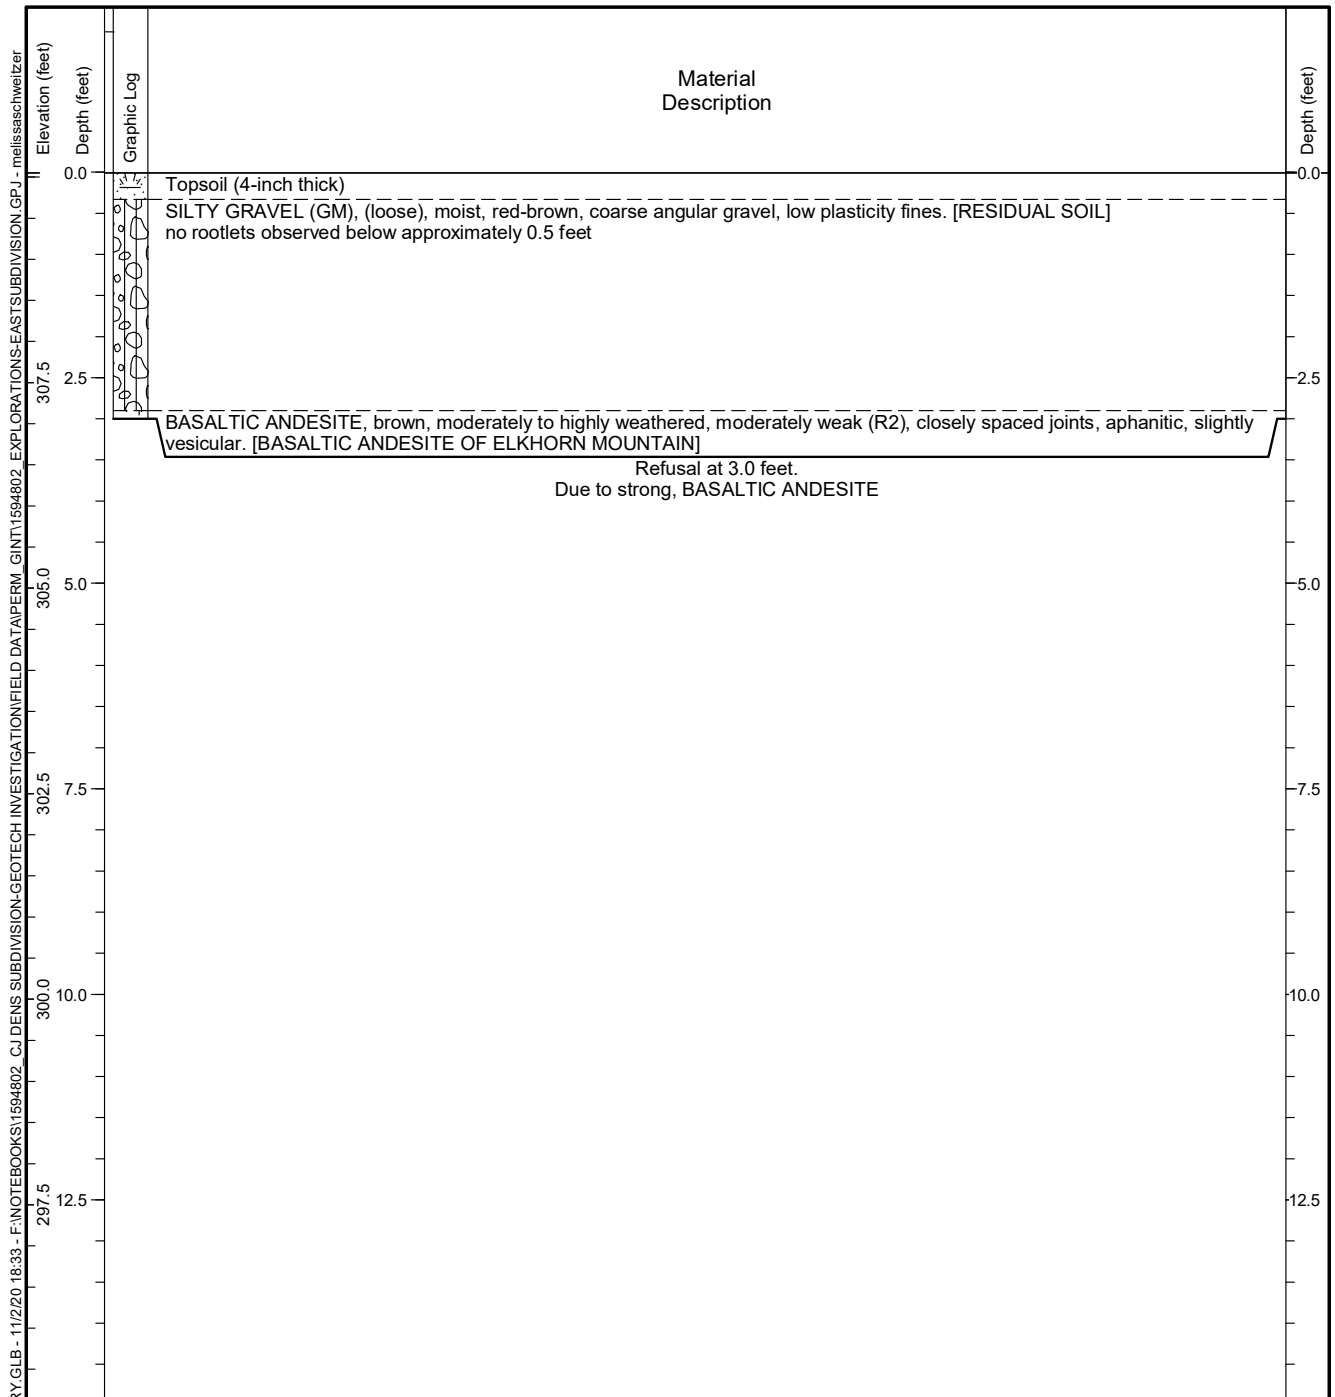 RY.GLB - 11/2/20 18:33 - F:\NOTEBOOKS\1594802_CJ DENS SUBDIVISION-GEOTECH INVESTIGATION\FIELD DATA\PERM_GINT\1594802_EXPLORATIONS-EASTSUBDIVISION.GPJ - melissaschweitzer
Elevation (feet)
Depth (feet)
Graphic Log
Material
Description
Depth (feet)
0.0
0.0
Topsoil (4-inch thick)
SILTY GRAVEL (GM), (loose), moist, red-brown, coarse angular gravel, low plasticity fines. [RESIDUAL SOIL]
no rootlets observed below approximately 0.5 feet
307.5
2.5
2.5
BASALTIC ANDESITE, brown, moderately to highly weathered, moderately weak (R2), closely spaced joints, aphanitic, slightly
vesicular. [BASALTIC ANDESITE OF ELKHORN MOUNTAIN]
Refusal at 3.0 feet.
Due to strong, BASALTIC ANDESITE
305.0
5.0
5.0
302.5
7.5
7.5
300.0
10.0
10.0
297.5
12.5
12.5